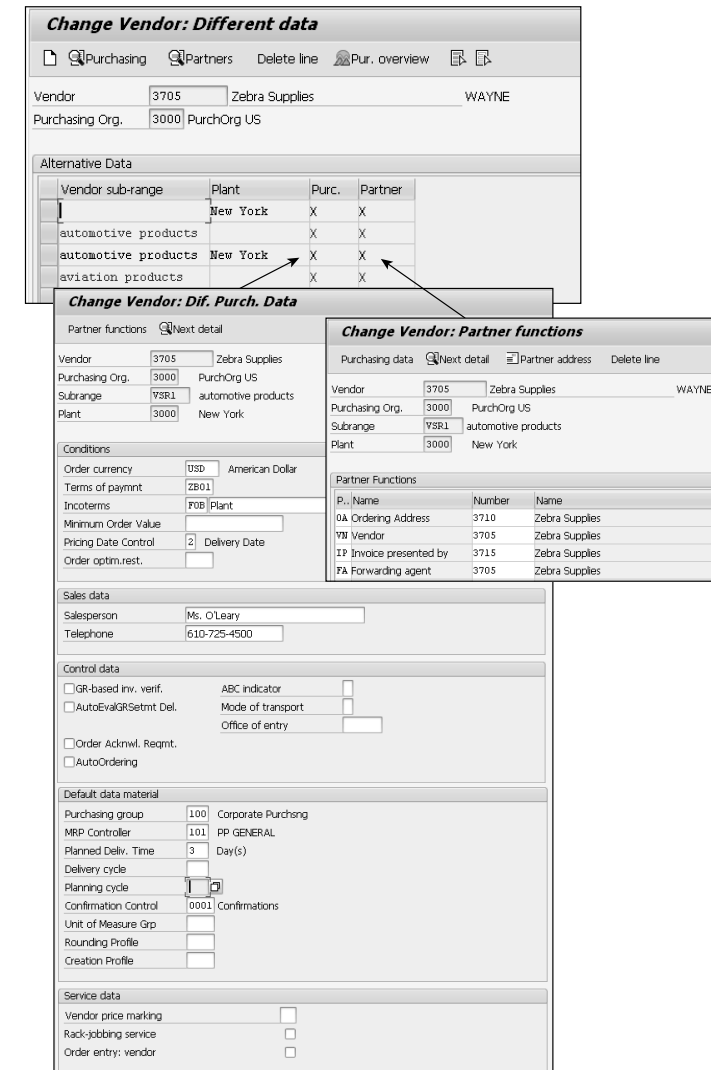 Change Vendor: Different data
Purchasing Partners Delete line Pur. overview
Vendor 3705 Zebra Supplies WAYNE
Purchasing Org. 3000 PurchOrg US
Alternative Data
Vendor sub-range Plant Purc. Partner
New York X X
automotive products X X
automotive products New York X X
aviation products X X
Change Vendor: Dif. Purch. Data
Partner functions Next detail
Vendor 3705 Zebra Supplies
Purchasing Org. 3000 PurchOrg US
Subrange VSR1 automotive products
Plant 3000 New York
Conditions
Order currency USD American Dollar
Terms of paymnt ZB01
Incoterms FOB Plant
Minimum Order Value
Pricing Date Control 2 Delivery Date
Order optim.rest.
Sales data
Salesperson Ms. O'Leary
Telephone 610-725-4500
Control data
GR-based inv. verif. ABC indicator
AutoEvalGRSetmt Del. Mode of transport
Office of entry
Order Acknwl. Reqmt.
AutoOrdering
Default data material
Purchasing group 100 Corporate Purchsng
MRP Controller 101 PP GENERAL
Planned Deliv. Time 3 Day(s)
Delivery cycle
Planning cycle
Confirmation Control 0001 Confirmations
Unit of Measure Grp
Rounding Profile
Creation Profile
Service data
Vendor price marking
Rack-jobbing service
Order entry: vendor
Change Vendor: Partner functions
Purchasing data Next detail Partner address Delete line
Vendor 3705 Zebra Supplies WAYNE
Purchasing Org. 3000 PurchOrg US
Subrange VSR1 automotive products
Plant 3000 New York
Partner Functions
P.. Name Number Name
OA Ordering Address 3710 Zebra Supplies
VN Vendor 3705 Zebra Supplies
IP Invoice presented by 3715 Zebra Supplies
FA Forwarding agent 3705 Zebra Supplies